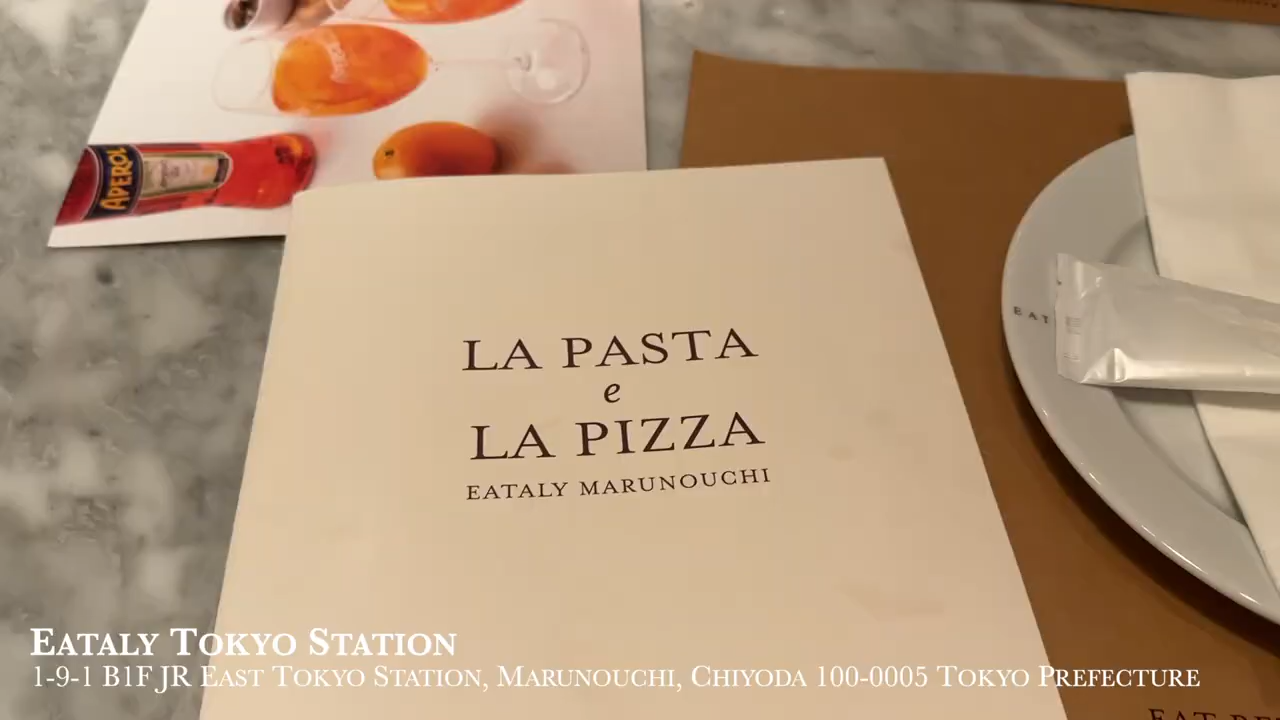 APEROL
LA PASTA
e
LA PIZZA
EATALY MARUNOUCHI
EATALY TOKYO STATION
1-9-1 B1F JR EAST TOKYO STATION, MARUNOUCHI, CHIYODA 100-0005 TOKYO PREFECTURE
EAT